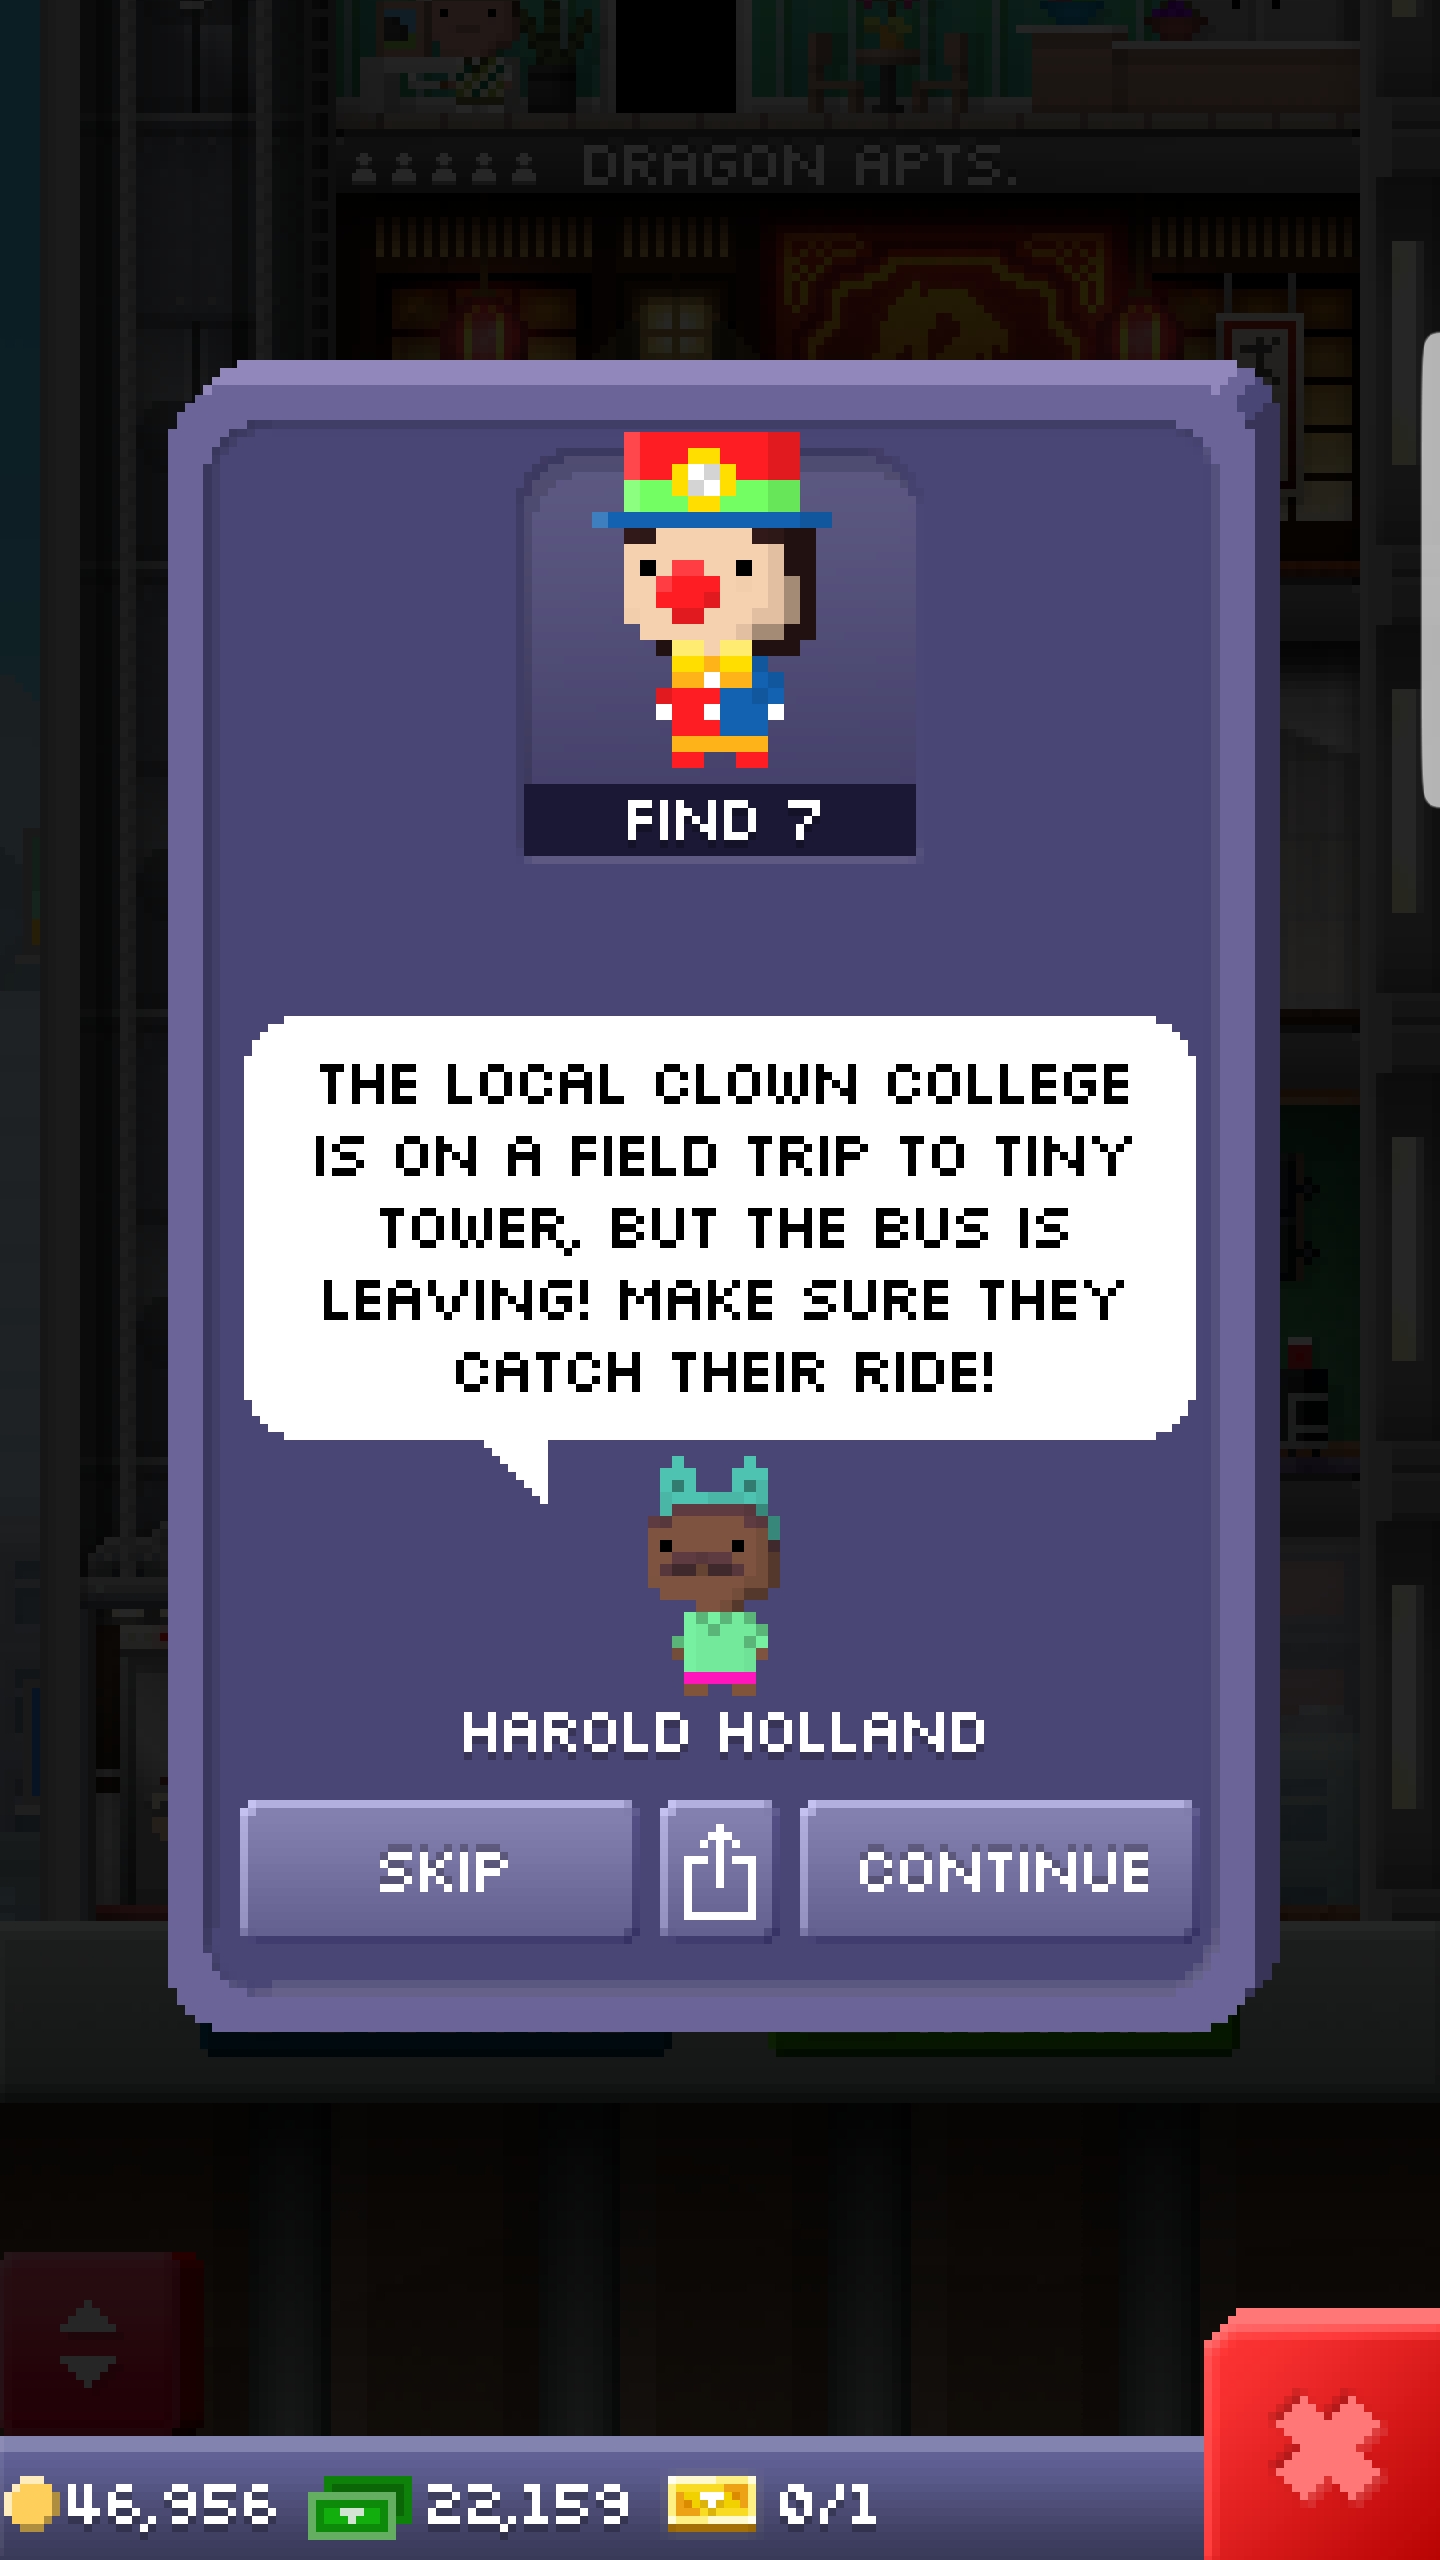 DRAGON APTS.
FIND 7
THE LOCAL CLOWN COLLEGE
IS ON A FIELD TRIP TO TINY
TOWER, BUT THE BUS IS
LEAVING! MAKE SURE THEY
CATCH THEIR RIDE!
HAROLD HOLLAND
SKIP
CONTINUE
46,956
22,159
0/1